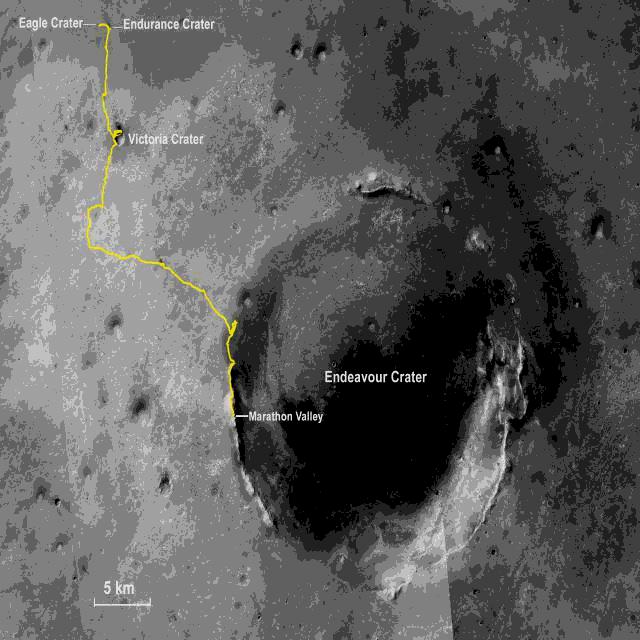 Eagle Crater
Endurance Crater
Victoria Crater
Endeavour Crater
Marathon Valley
5 km